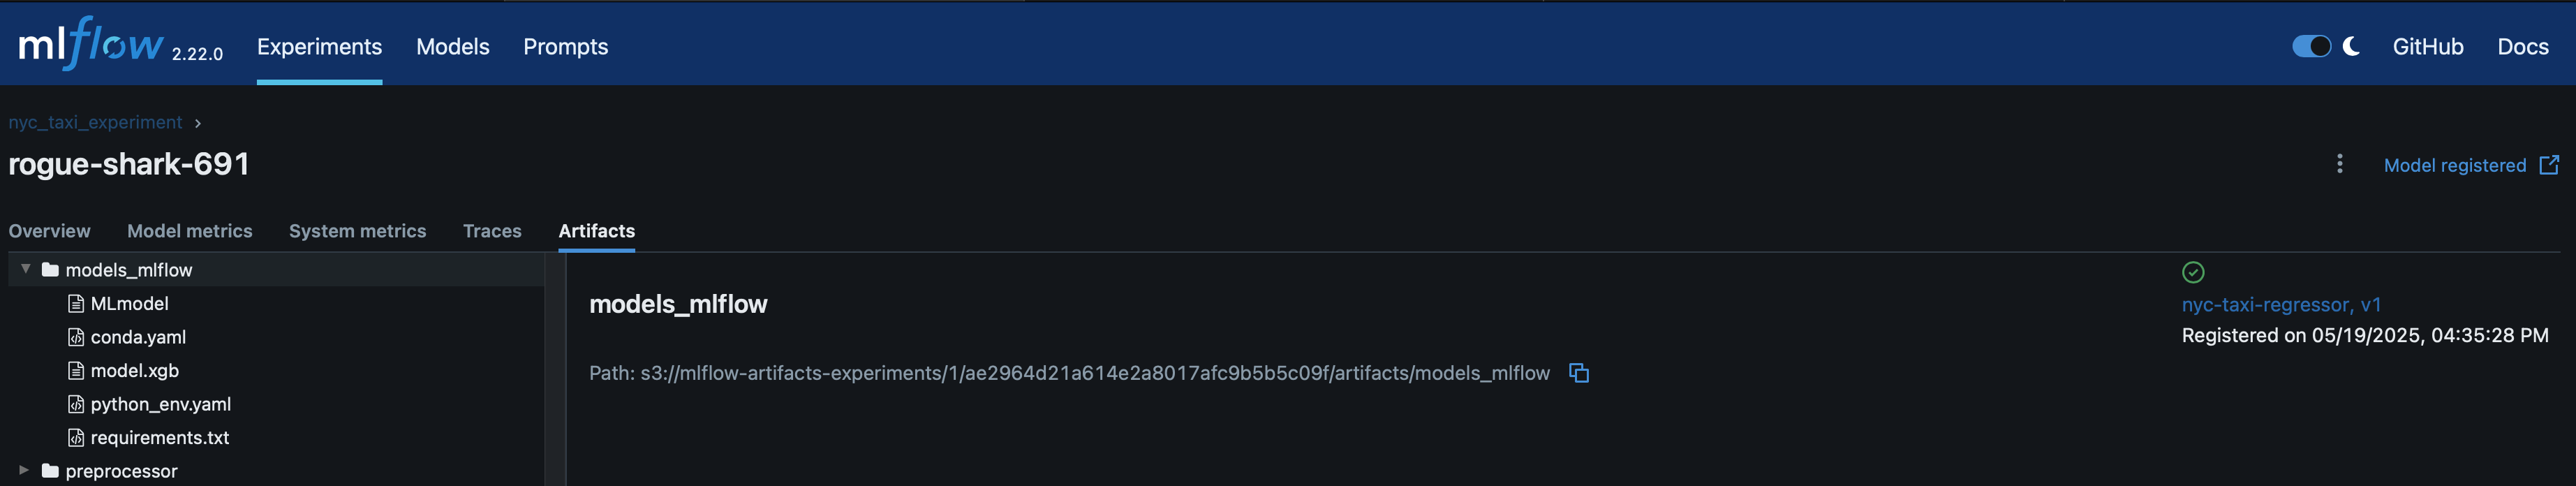 mlflow 2.22.0 Experiments Models Prompts GitHub Docs
nyc_taxi_experiment
rogue-shark-691
Model registered
Overview Model metrics System metrics Traces Artifacts
models_mlflow
MLmodel
conda.yaml
model.xgb
python_env.yaml
requirements.txt
preprocessor
models_mlflow
Path: s3://mlflow-artifacts-experiments/1/ae2964d21a614e2a8017afc9b5b5c09f/artifacts/models_mlflow
nyc-taxi-regressor, v1
Registered on 05/19/2025, 04:35:28 PM